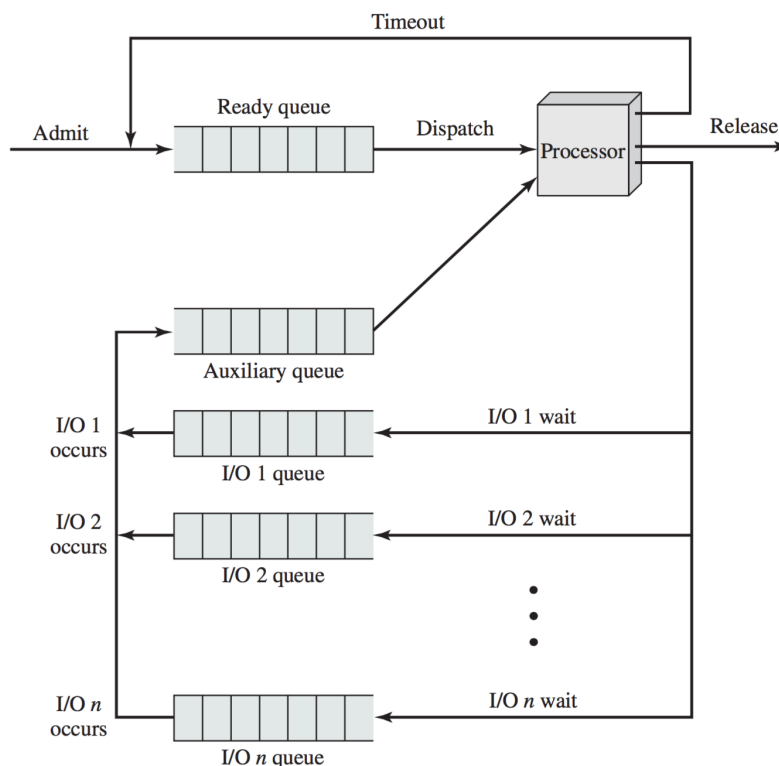 Timeout
Ready queue
Admit
Dispatch
Release
Processor
Auxiliary queue
I/O 1
occurs
I/O 1 wait
I/O 1 queue
I/O 2
occurs
I/O 2 wait
I/O 2 queue
I/O n
occurs
I/O n wait
I/O n queue